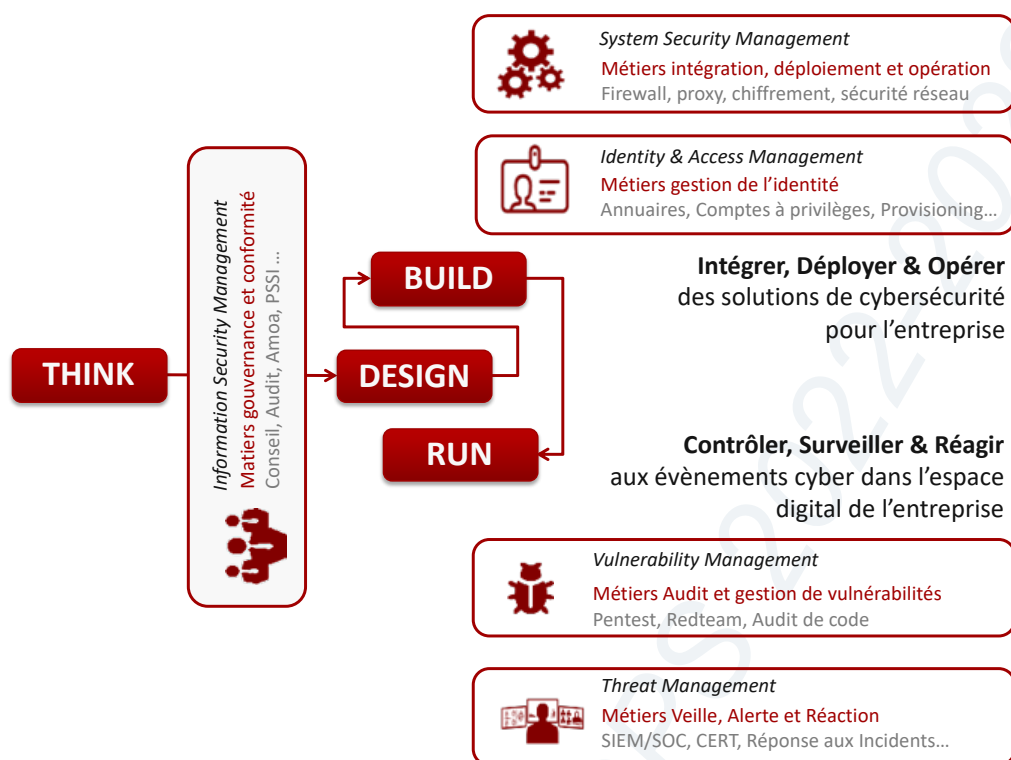 System Security Management
Métiers intégration, déploiement et opération
Firewall, proxy, chiffrement, sécurité réseau
Identity & Access Management
Métiers gestion de l'identité
Annuaires, Comptes à privilèges, Provisioning…
Information Security Management
Matiers gouvernance et conformité
Conseil, Audit, Amoa, PSSI …
THINK
BUILD
DESIGN
RUN
Intégrer, Déployer & Opérer
des solutions de cybersécurité
pour l'entreprise
Contrôler, Surveiller & Réagir
aux évènements cyber dans l'espace
digital de l'entreprise
Vulnerability Management
Métiers Audit et gestion de vulnérabilités
Pentest, Redteam, Audit de code
Threat Management
Métiers Veille, Alerte et Réaction
SIEM/SOC, CERT, Réponse aux Incidents…